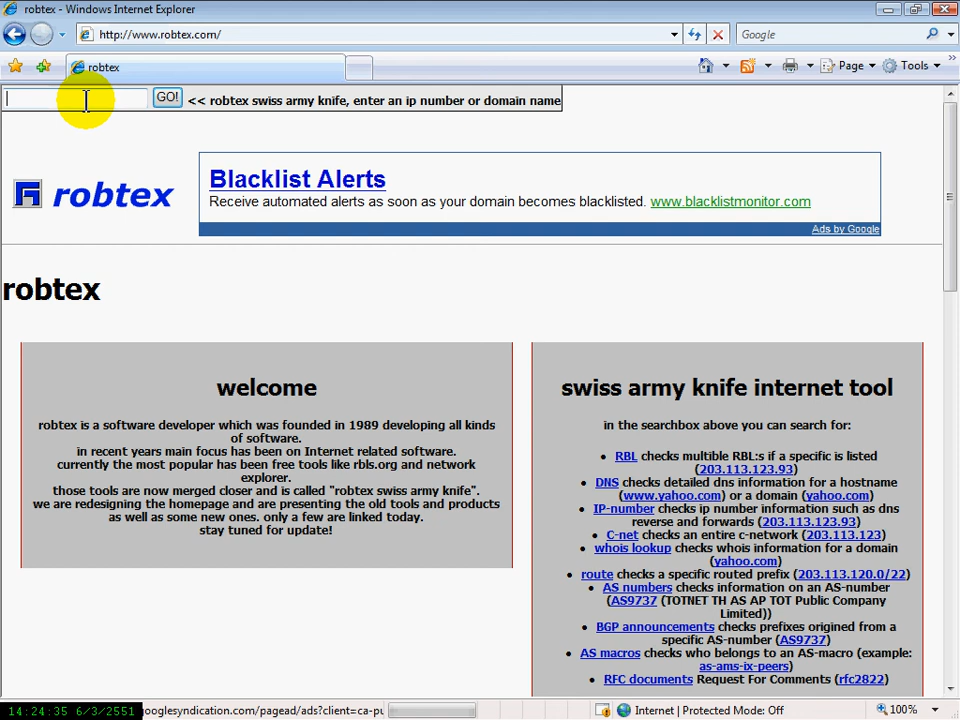 robtex - Windows Internet Explorer
http://www.robtex.com/
Google
robtex
Page
Tools
GO! << robtex swiss army knife, enter an ip number or domain name
robtex
Blacklist Alerts
Receive automated alerts as soon as your domain becomes blacklisted. www.blacklistmonitor.com
Ads by Google
robtex
welcome
robtex is a software developer which was founded in 1989 developing all kinds
of software.
in recent years main focus has been on Internet related software.
currently the most popular has been free tools like rbls.org and network
explorer.
those tools are now merged closer and is called "robtex swiss army knife".
we are redesigning the homepage and are presenting the old tools and products
as well as some new ones. only a few are linked today.
stay tuned for update!
swiss army knife internet tool
in the searchbox above you can search for:
• RBL checks multiple RBL:s if a specific is listed
(203.113.123.93)
• DNS checks detailed dns information for a hostname
(www.yahoo.com) or a domain (yahoo.com)
• IP-number checks ip number information such as dns
reverse and forwards (203.113.123.93)
• C-net checks an entire c-network (203.113.123)
• whois lookup checks whois information for a domain
(yahoo.com)
• route checks a specific routed prefix (203.113.120.0/22)
• AS numbers checks information on an AS-number
(AS9737 (TOTNET TH AS AP TOT Public Company
Limited))
• BGP announcements checks prefixes origined from a
specific AS-number (AS9737)
• AS macros checks who belongs to an AS-macro (example:
as-ams-ix-peers)
• RFC documents Request For Comments (rfc2822)
14:24:35 6/3/2551
googlesyndication.com/pagead/ads?client=ca-pu
Internet | Protected Mode: Off
100%